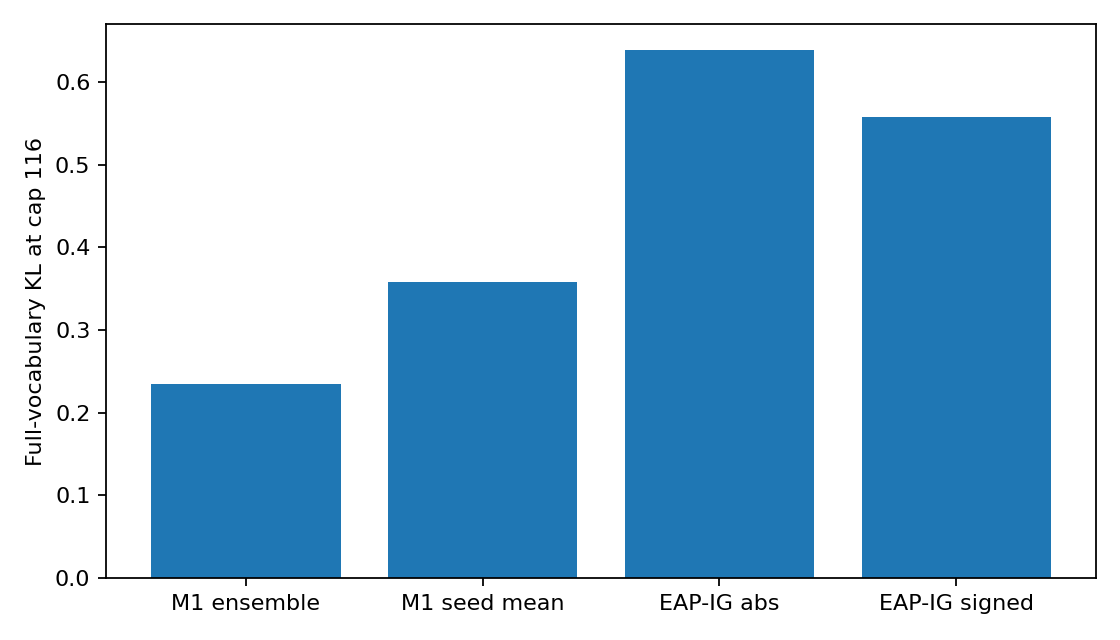 Full-vocabulary KL at cap 116
0.6
0.5
0.4
0.3
0.2
0.1
0.0
M1 ensemble
M1 seed mean
EAP-IG abs
EAP-IG signed